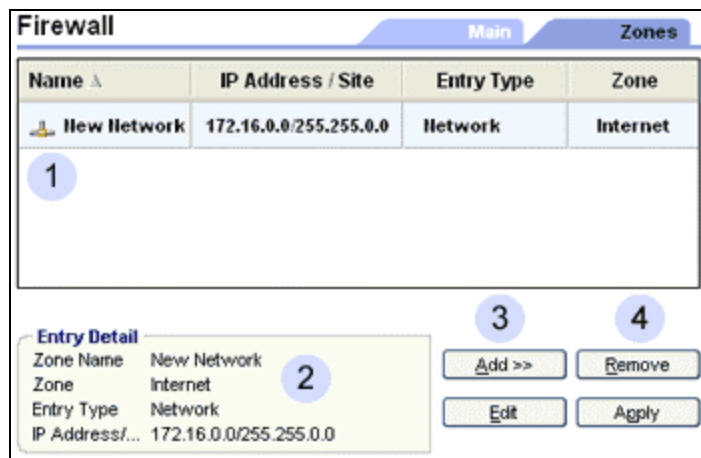 Firewall
Main
Zones
Name
IP Address / Site
Entry Type
Zone
New Network
172.16.0.0/255.255.0.0
Network
Internet
1
3
4
Entry Detail
Zone Name New Network
Zone Internet
2
Entry Type Network
IP Address/... 172.16.0.0/255.255.0.0
Add >>
Remove
Edit
Apply